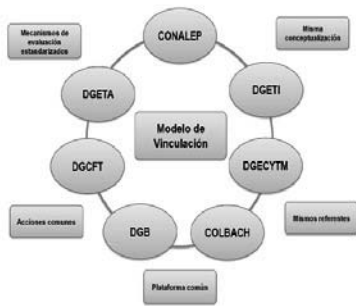 Mecanismos de
evaluación
estandarizados
CONALEP
Misma
conceptualización
DGETA
DGETI
Modelo de
Vinculación
DGCFT
DGECYTM
Acciones comunes
DGB
COLBACH
Mismos referentes
Plataforma común